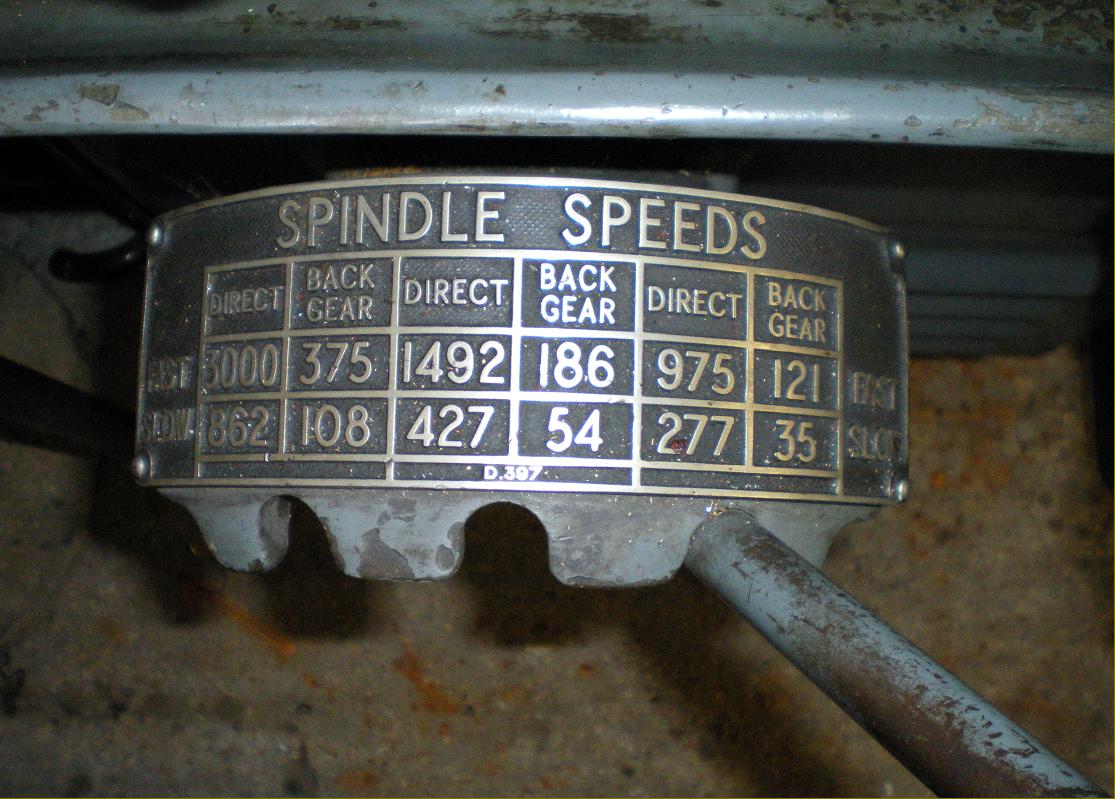 SPINDLE SPEEDS
DIRECT BACK GEAR DIRECT BACK GEAR DIRECT BACK GEAR
FAST 3000 375 1492 186 975 121 FAST
SLOW 862 108 427 54 277 35 SLOW
D.397